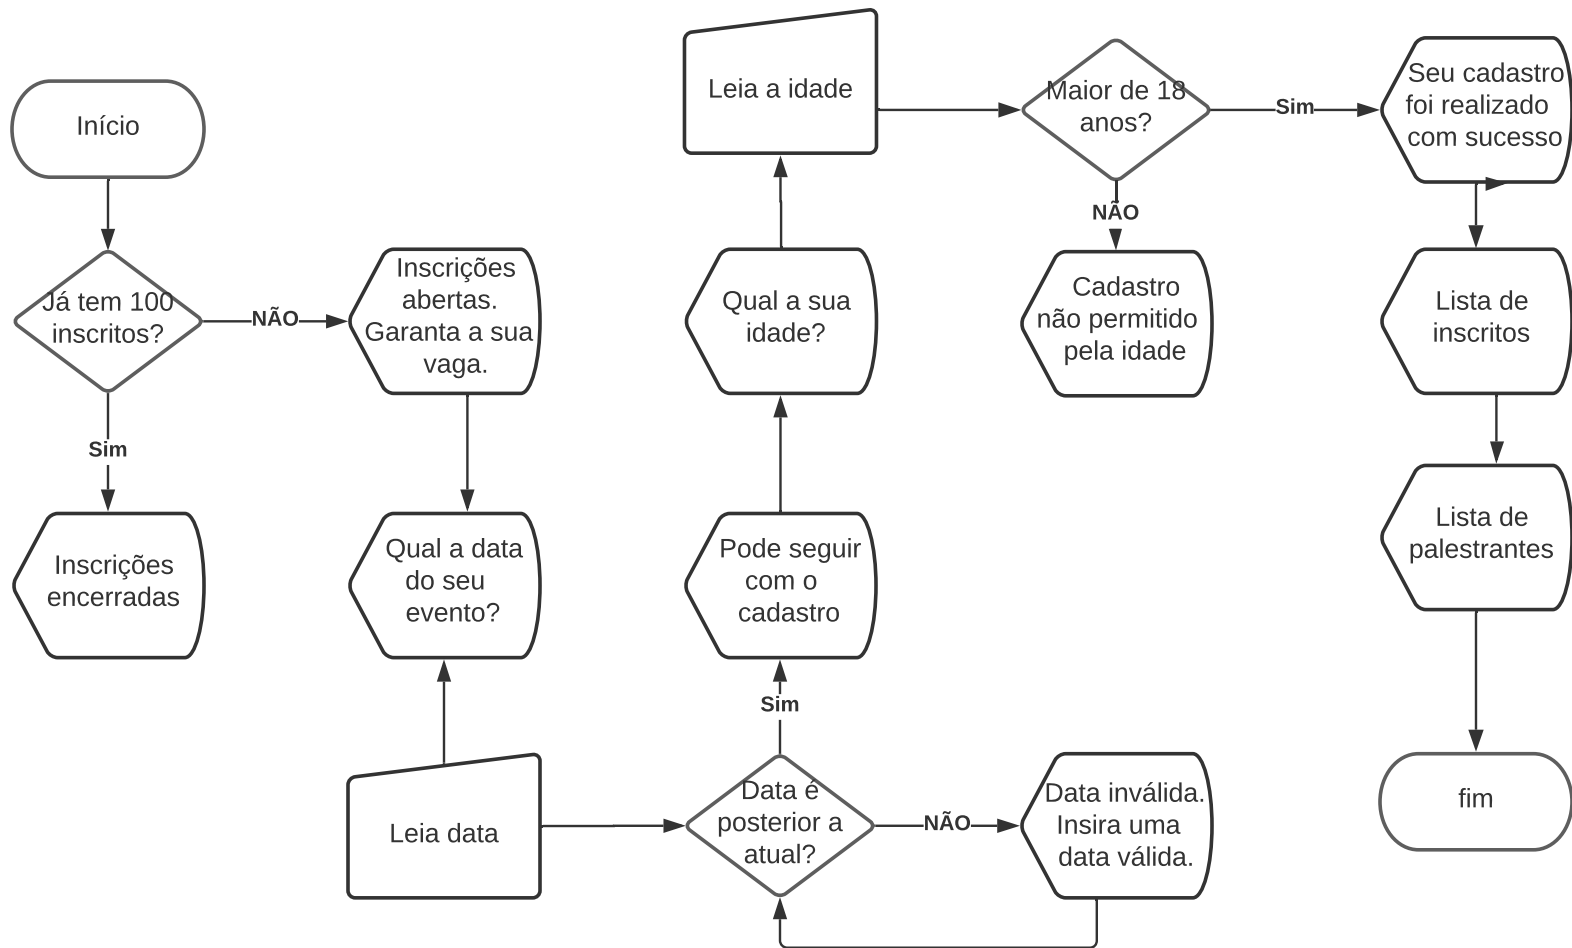 Início
Já tem 100
inscritos?
NÃO
Sim
Inscrições
encerradas
Inscrições
abertas.
Garanta a sua
vaga.
Qual a data
do seu
evento?
Leia data
Data é
posterior a
atual?
NÃO
Data inválida.
Insira uma
data válida.
Sim
Pode seguir
com o
cadastro
Qual a sua
idade?
Leia a idade
Maior de 18
anos?
NÃO
Cadastro
não permitido
pela idade
Sim
Seu cadastro
foi realizado
com sucesso
Lista de
inscritos
Lista de
palestrantes
fim